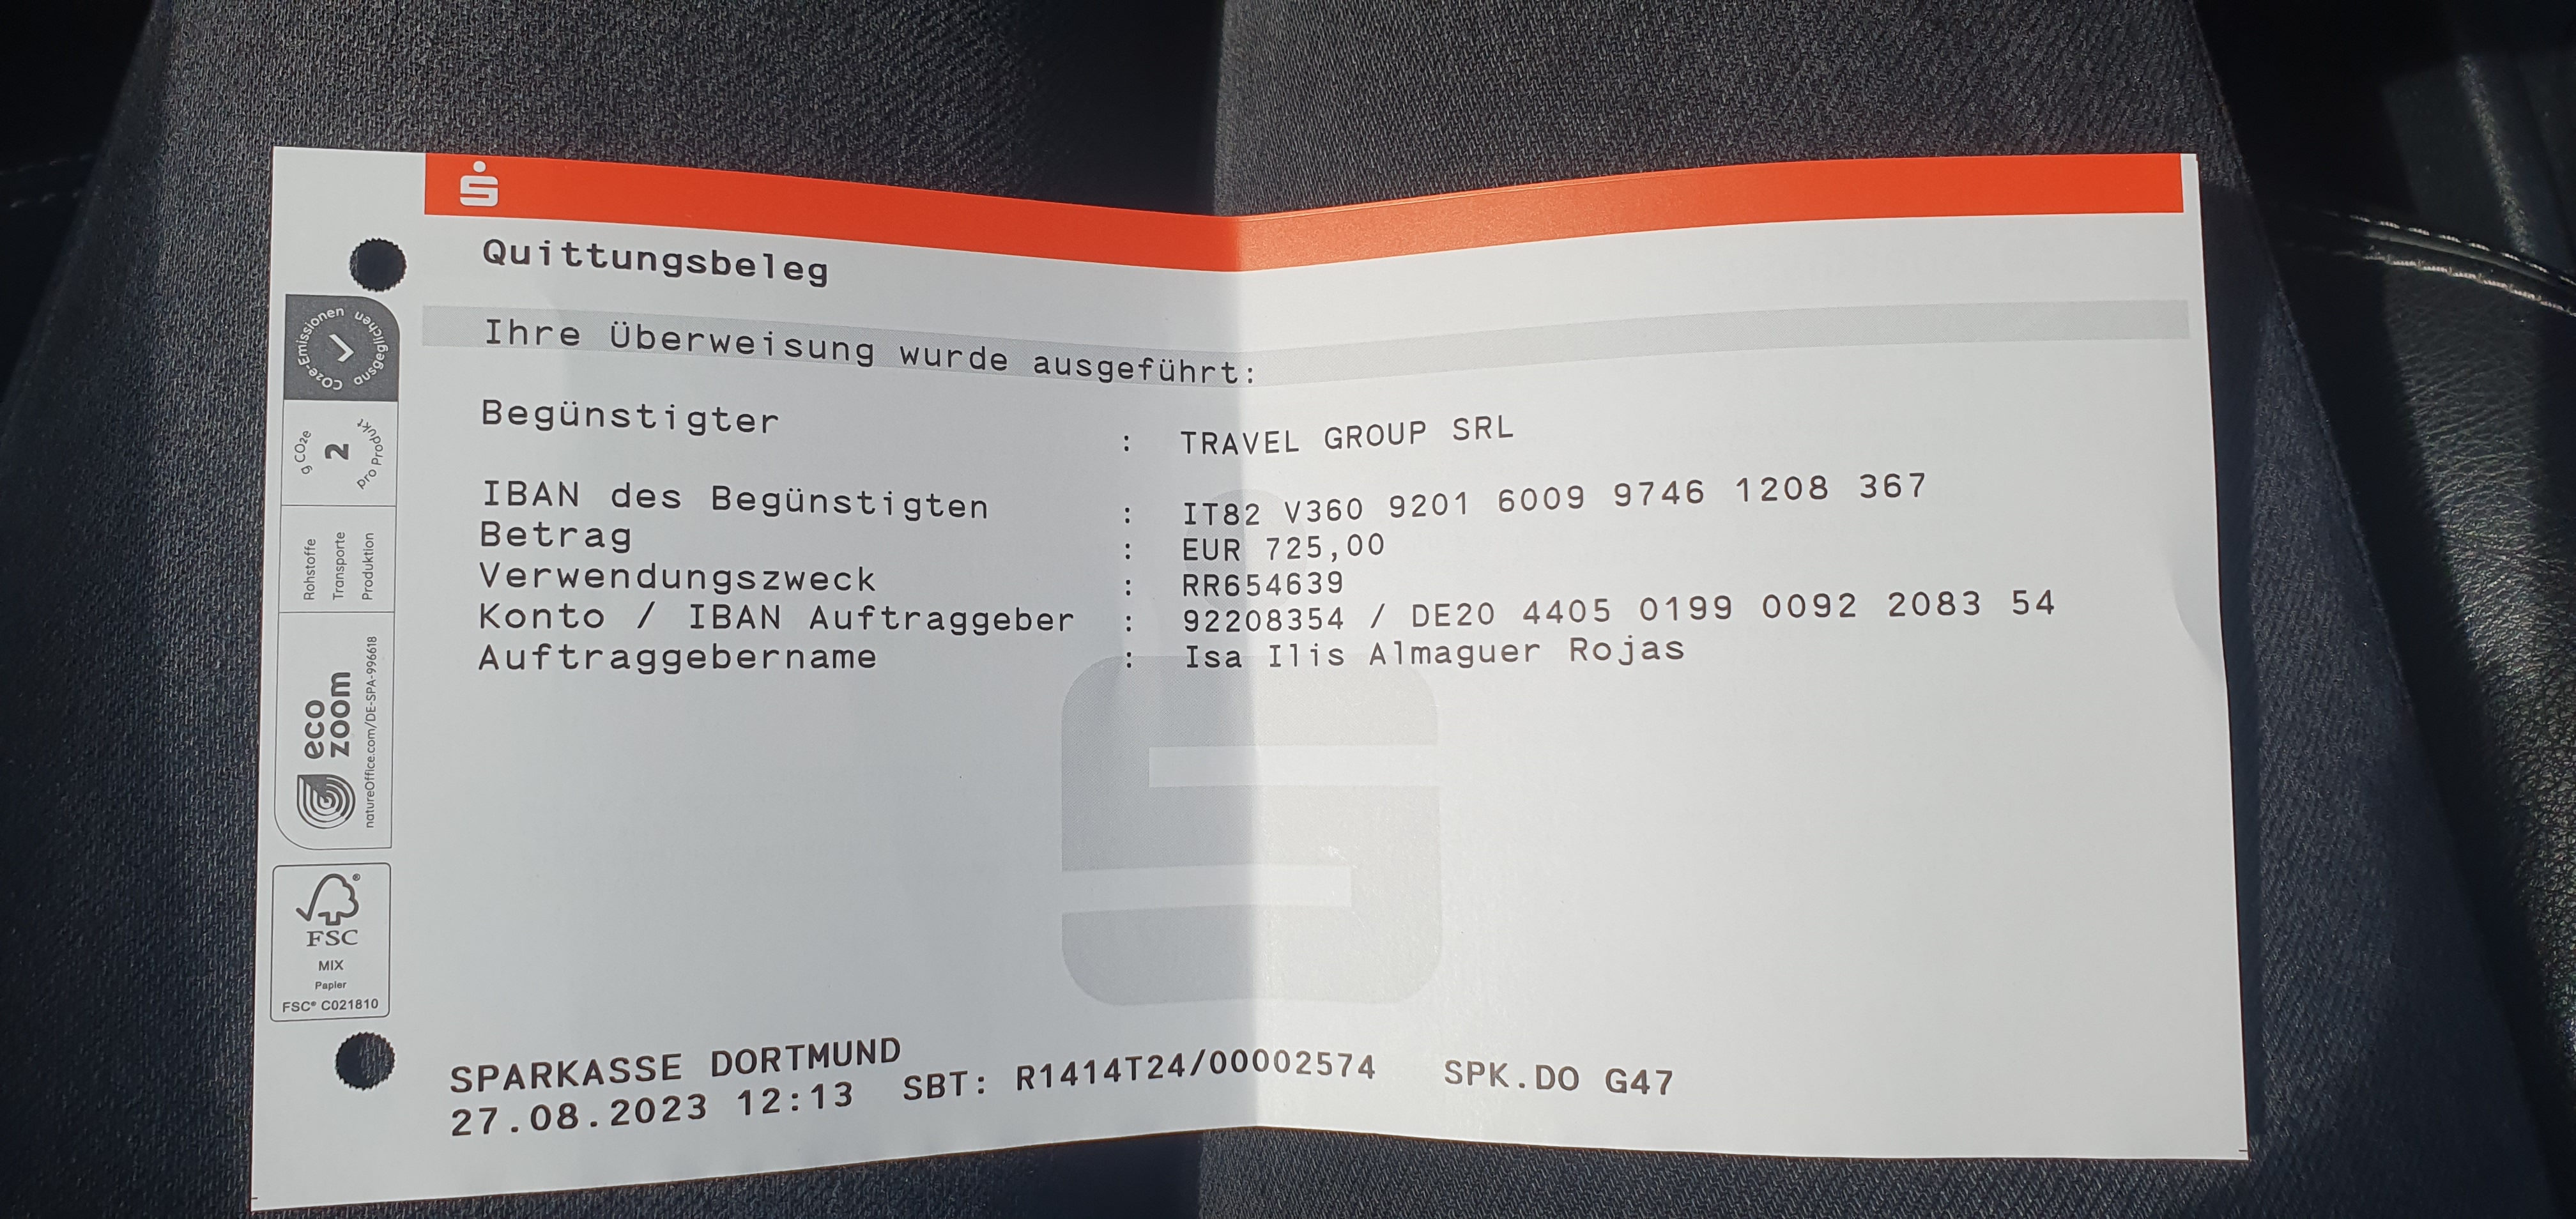 Quittungsbeleg
Ihre Überweisung wurde ausgeführt:
Begünstigter : TRAVEL GROUP SRL
IBAN des Begünstigten : IT82 V360 9201 6009 9746 1208 367
Betrag : EUR 725,00
Verwendungszweck : RR654639
Konto / IBAN Auftraggeber : 92208354 / DE20 4405 0199 0092 2083 54
Auftraggebername : Isa Ilis Almaguer Rojas
SPARKASSE DORTMUND
27.08.2023 12:13 SBT: R1414T24/00002574 SPK.DO G47
CO2e-Emissionen
ausgeglichen
g CO2e
2
pro Produkt
Rohstoffe
Transporte
Produktion
eco
zoom
natureOffice.com/DE-SPA-996618
FSC®
MIX
Papier
FSC® C021810